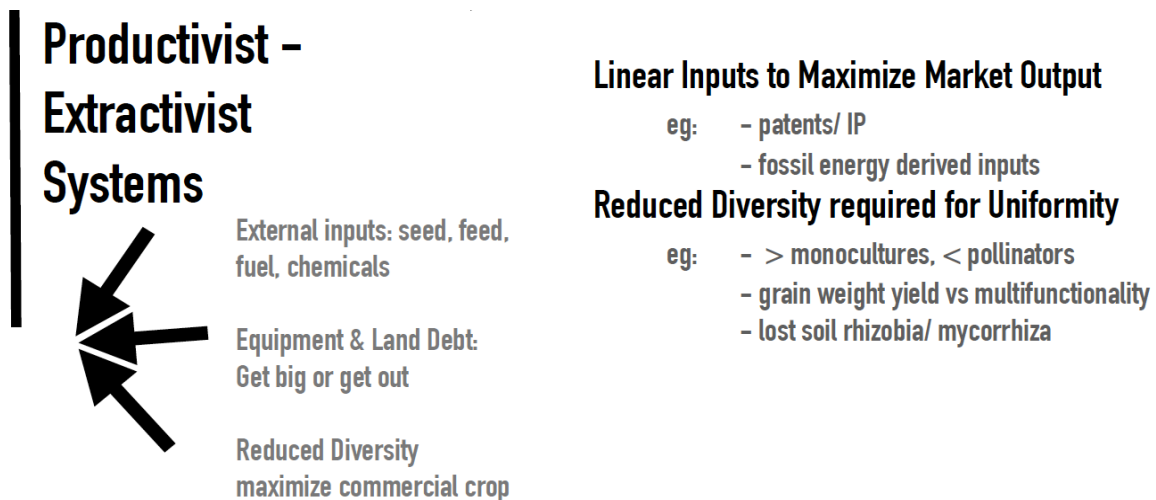 Productivist –
Extractivist
Systems
External inputs: seed, feed,
fuel, chemicals
Equipment & Land Debt:
Get big or get out
Reduced Diversity
maximize commercial crop
Linear Inputs to Maximize Market Output
eg: – patents/ IP
– fossil energy derived inputs
Reduced Diversity required for Uniformity
eg: – > monocultures, < pollinators
– grain weight yield vs multifunctionality
– lost soil rhizobia/ mycorrhiza